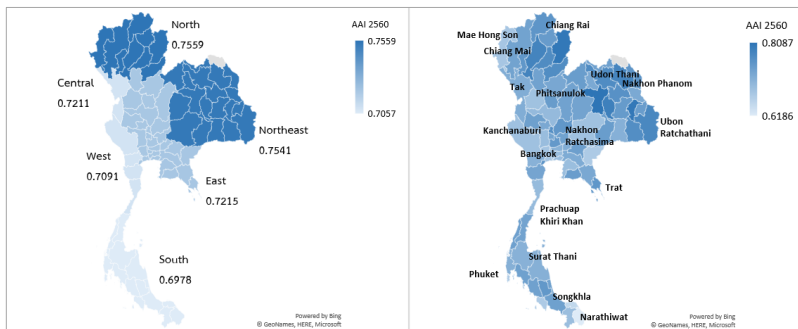 North
0.7559
Central
0.7211
Northeast
0.7541
West
0.7091
East
0.7215
South
0.6978
AAI 2560
0.7559
0.7057
Powered by Bing
© GeoNames, HERE, Microsoft
Chiang Rai
Mae Hong Son
Chiang Mai
Udon Thani
Nakhon Phanom
Tak
Phitsanulok
Ubon
Ratchathani
Kanchanaburi
Nakhon
Ratchasima
Bangkok
Trat
Prachuap
Khiri Khan
Surat Thani
Phuket
Songkhla
Narathiwat
AAI 2560
0.8087
0.6186
Powered by Bing
© GeoNames, HERE, Microsoft